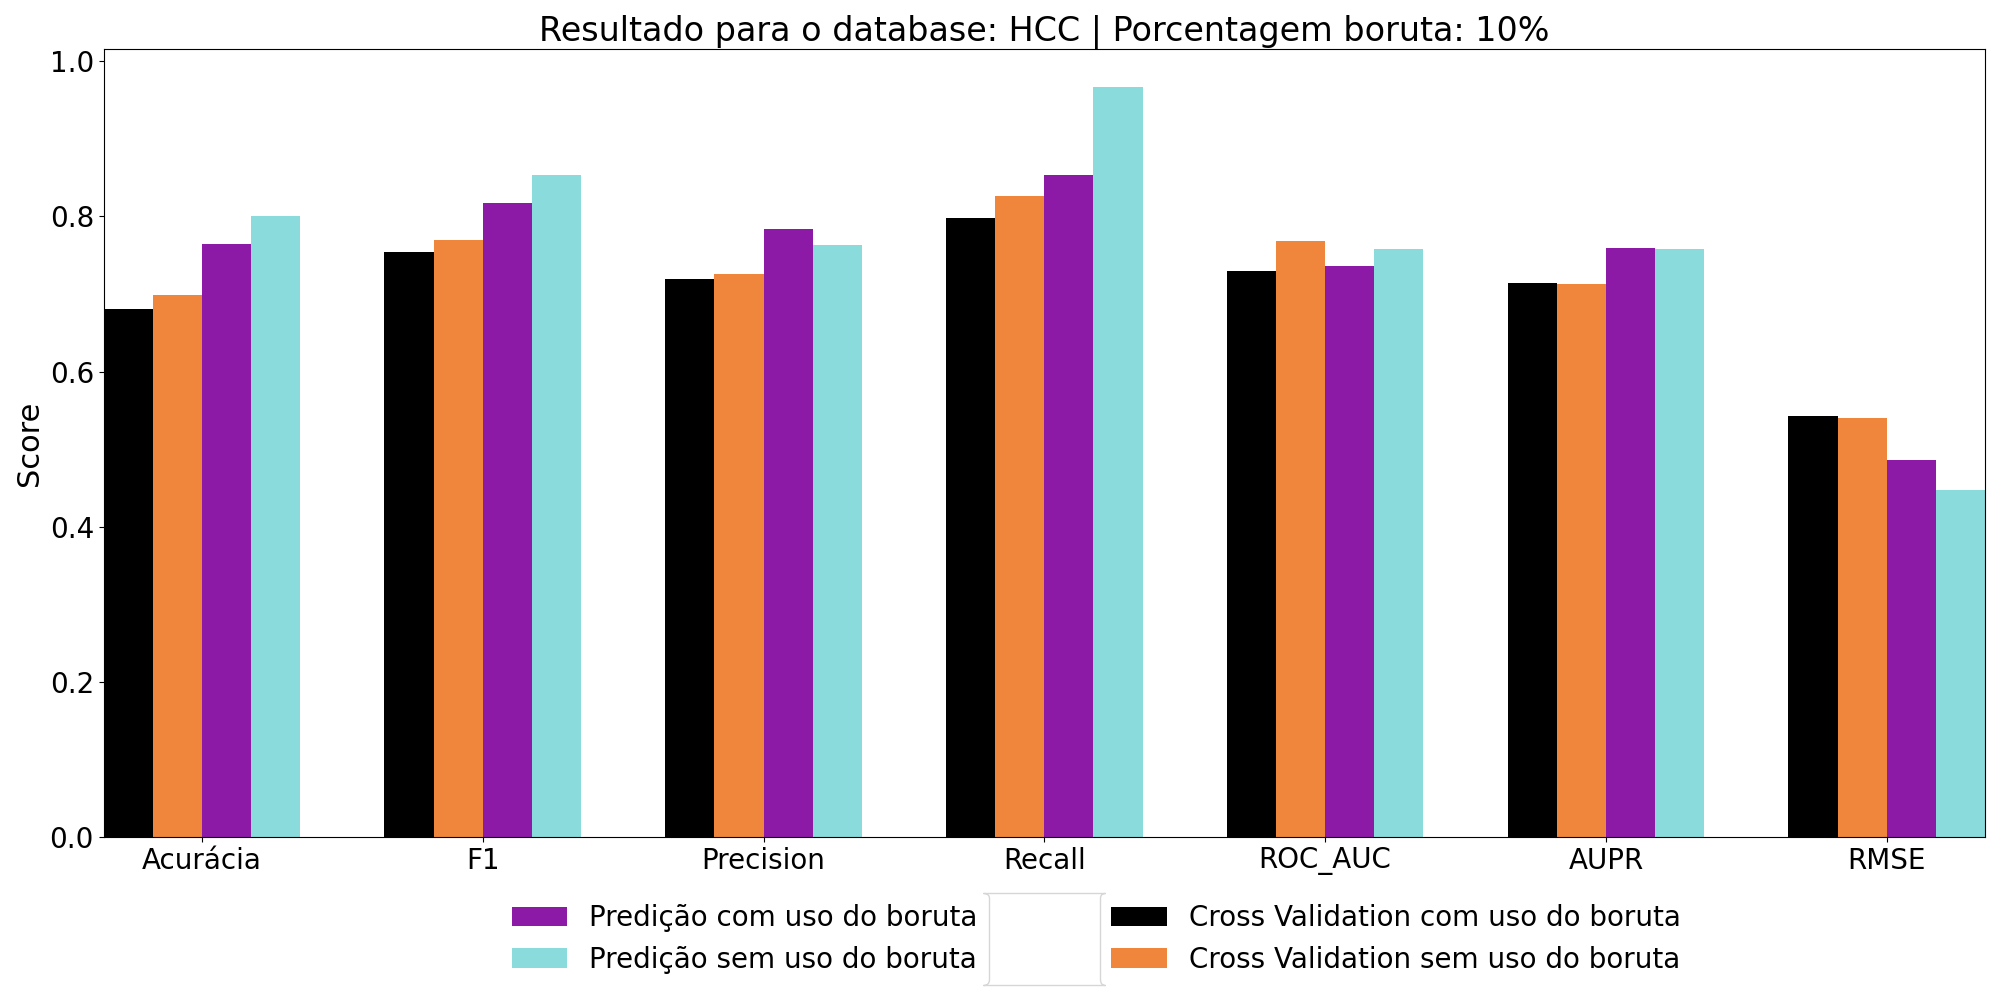 Resultado para o database: HCC | Porcentagem boruta: 10%
1.0
0.8
0.6
0.4
0.2
0.0
Score
Acurácia
F1
Precision
Recall
ROC_AUC
AUPR
RMSE
Predição com uso do boruta
Predição sem uso do boruta
Cross Validation com uso do boruta
Cross Validation sem uso do boruta